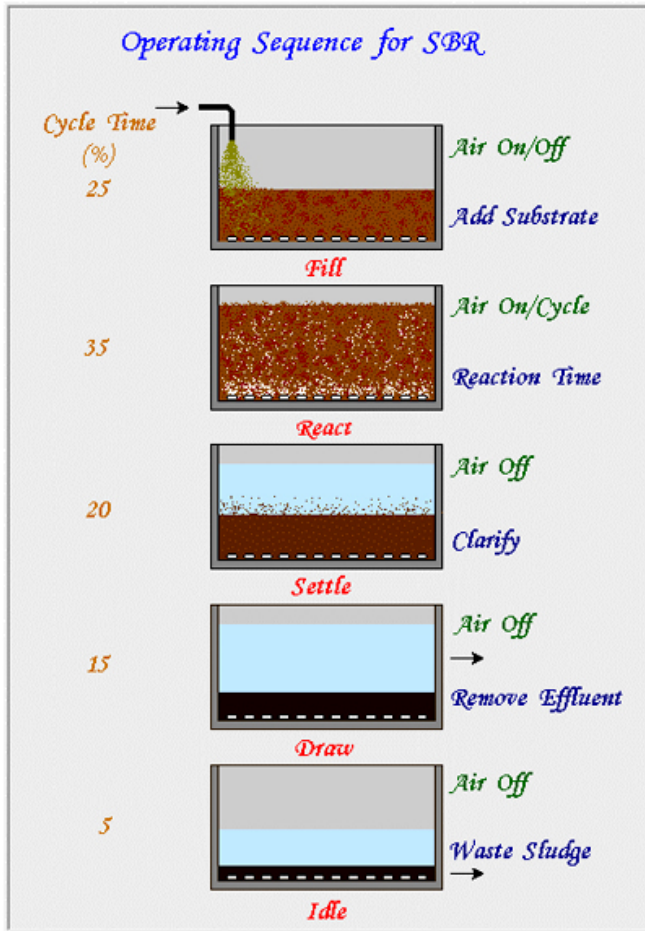 Operating Sequence for SBR
Cycle Time
(%)
25
Air On/Off
Add Substrate
Fill
35
Air On/Cycle
Reaction Time
React
20
Air Off
Clarify
Settle
15
Air Off
Remove Effluent
Draw
5
Air Off
Waste Sludge
Idle